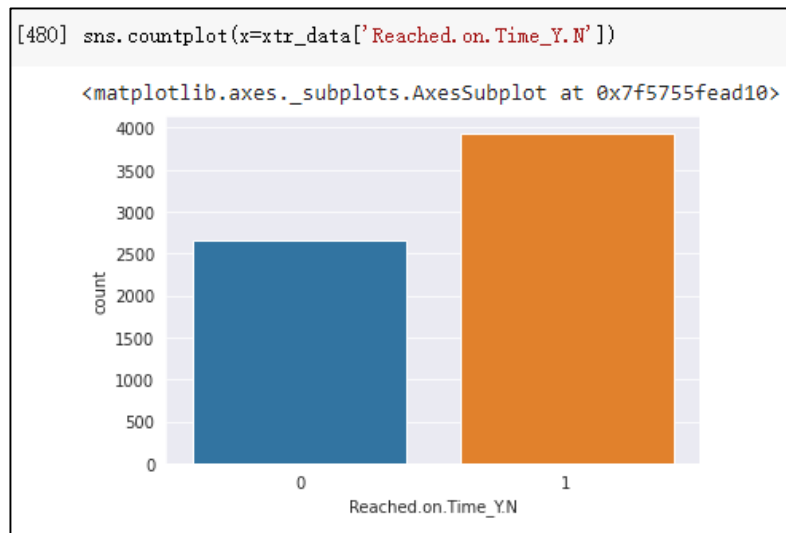 [480] sns.countplot(x=xtr_data['Reached.on.Time_Y.N'])
<matplotlib.axes._subplots.AxesSubplot at 0x7f5755fead10>
4000
3500
3000
2500
2000
1500
1000
500
0
count
0 1
Reached.on.Time_Y.N